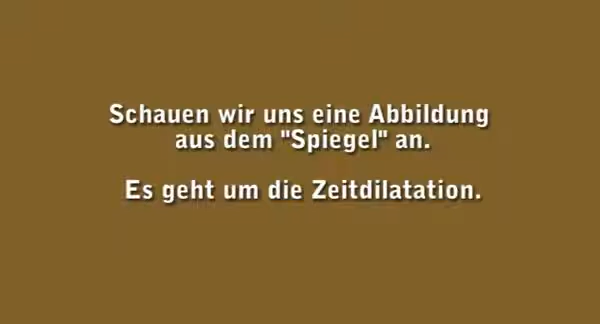 Schauen wir uns eine Abbildung
aus dem "Spiegel" an.
Es geht um die Zeitdilatation.